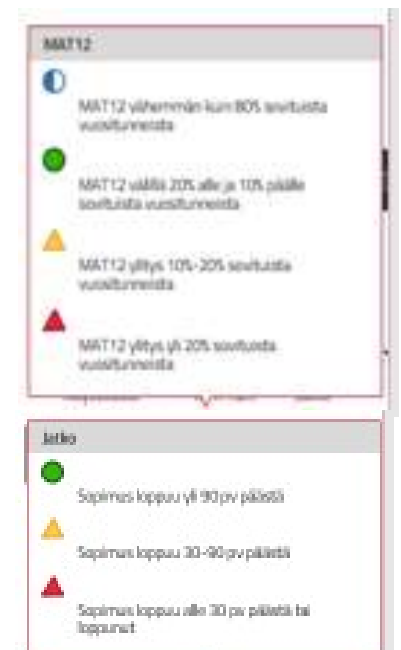 MAT12
MAT12 vähemmän kuin 80% sovituista
vuositunneista
MAT12 välillä 20% alle ja 10% päälle
sovituista vuositunneista
MAT12 ylitys 10%-20% sovituista
vuositunneista
MAT12 ylitys yli 20% sovituista
vuositunneista
Jatko
Sopimus loppuu yli 90 pv päästä
Sopimus loppuu 30-90 pv päästä
Sopimus loppuu alle 30 pv päästä tai
loppunut